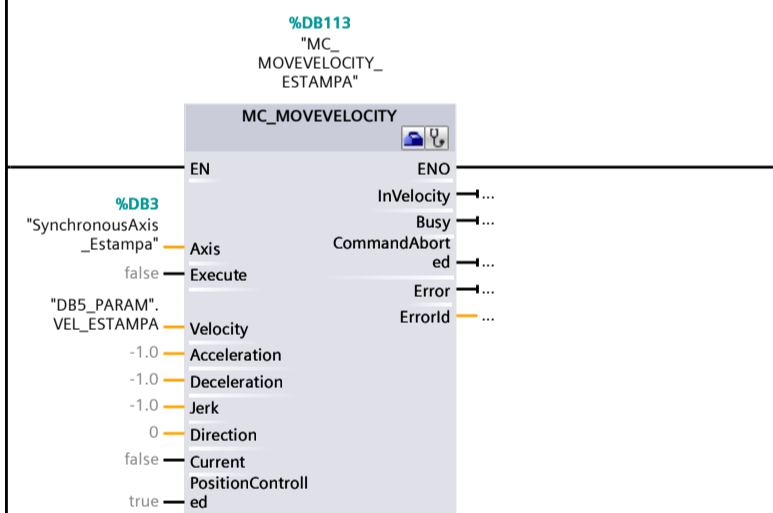 %DB113
"MC_
MOVEVELOCITY_
ESTAMPA"
MC_MOVEVELOCITY
EN
ENO
InVelocity
...
%DB3
"SynchronousAxis
_Estampa"
Axis
Busy
...
CommandAbort
ed
...
false
Execute
Error
...
"DB5_PARAM".
VEL_ESTAMPA
Velocity
ErrorId
...
-1.0
Acceleration
-1.0
Deceleration
-1.0
Jerk
0
Direction
false
Current
PositionControll
true
ed